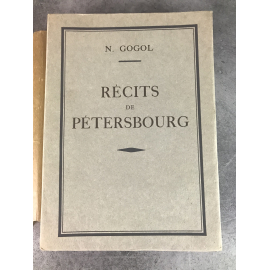 N. GOGOL
RÉCITS
DE
PÉTERSBOURG